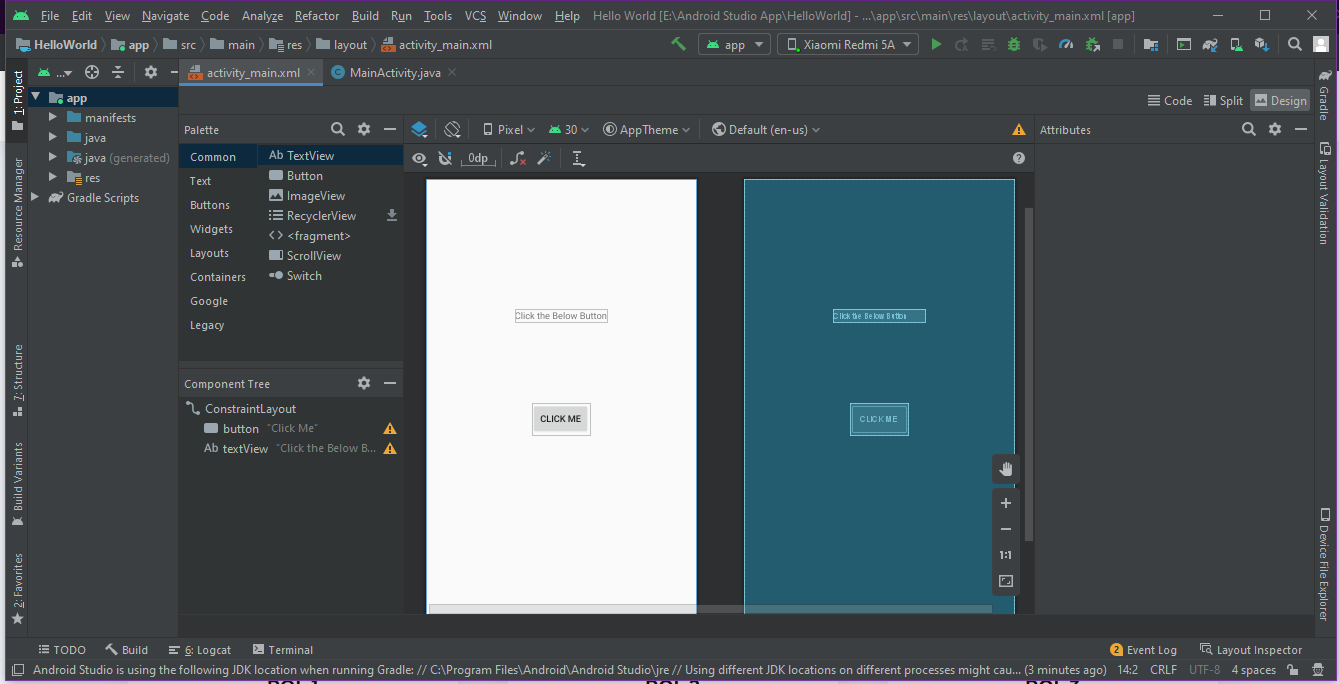 File Edit View Navigate Code Analyze Refactor Build Run Tools VCS Window Help Hello World [E:\Android Studio App\HelloWorld] - ...\app\src\main\res\layout\activity_main.xml [app]
HelloWorld app src main res layout activity_main.xml app Xiaomi Redmi 5A
1: Project
Resource Manager
7: Structure
Build Variants
2: Favorites
...
app
manifests
java
java (generated)
res
Gradle Scripts
activity_main.xml MainActivity.java
Code Split Design
Palette
Common
Text
Buttons
Widgets
Layouts
Containers
Google
Legacy
Ab TextView
Button
ImageView
RecyclerView
<fragment>
ScrollView
Switch
Component Tree
ConstraintLayout
button "Click Me"
Ab textView "Click the Below B...
Pixel 30 AppTheme Default (en-us)
0dp
Click the Below Button
CLICK ME
Click the Below Button
CLICK ME
1:1
Attributes
Gradle
Layout Validation
Device File Explorer
TODO Build 6: Logcat Terminal 2 Event Log Layout Inspector
Android Studio is using the following JDK location when running Gradle: // C:\Program Files\Android\Android Studio\jre // Using different JDK locations on different processes might cau... (3 minutes ago) 14:2 CRLF UTF-8 4 spaces